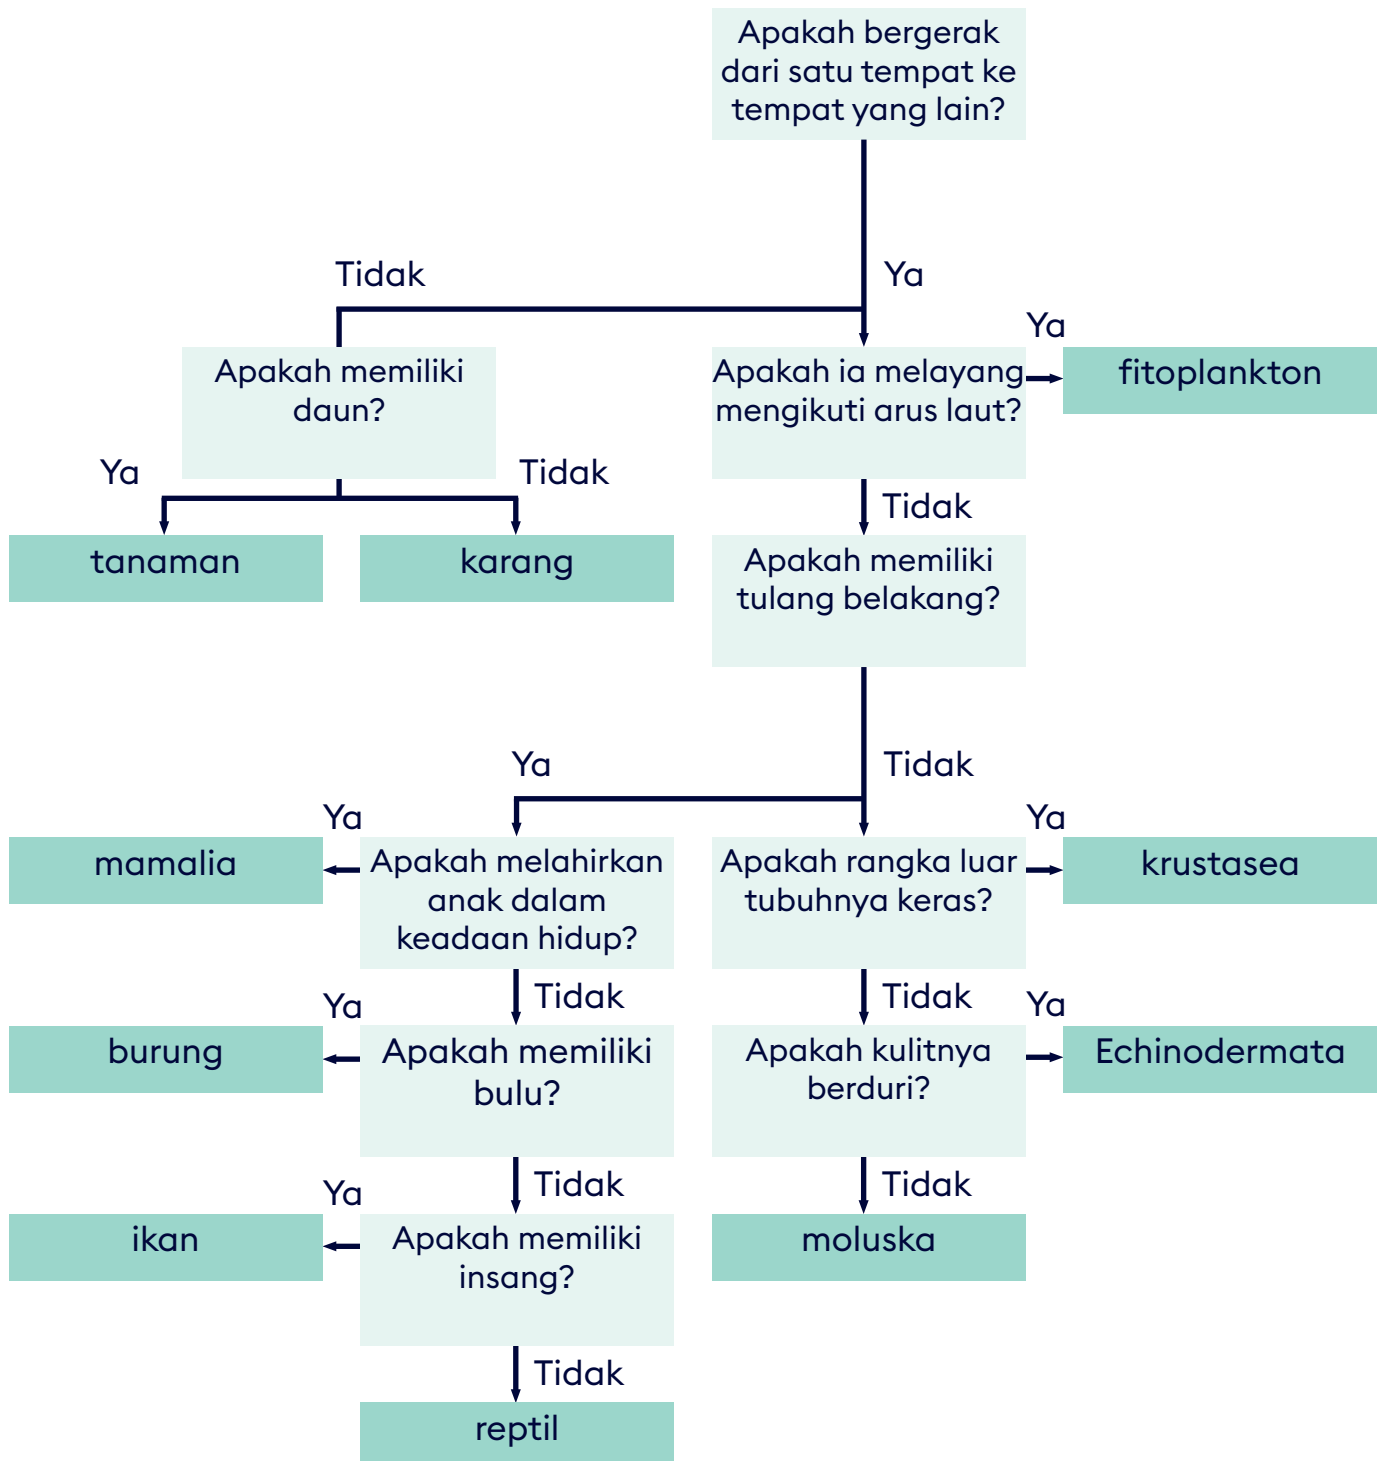 Apakah bergerak
dari satu tempat ke
tempat yang lain?
Tidak
Ya
Apakah memiliki
daun?
Apakah ia melayang
mengikuti arus laut?
Ya
fitoplankton
Ya
Tidak
Tidak
tanaman
karang
Apakah memiliki
tulang belakang?
Ya
Tidak
Ya
mamalia
Apakah melahirkan
anak dalam
keadaan hidup?
Apakah rangka luar
tubuhnya keras?
Ya
krustasea
Tidak
Tidak
Ya
burung
Apakah memiliki
bulu?
Apakah kulitnya
berduri?
Ya
Echinodermata
Tidak
Tidak
Ya
ikan
Apakah memiliki
insang?
moluska
Tidak
reptil